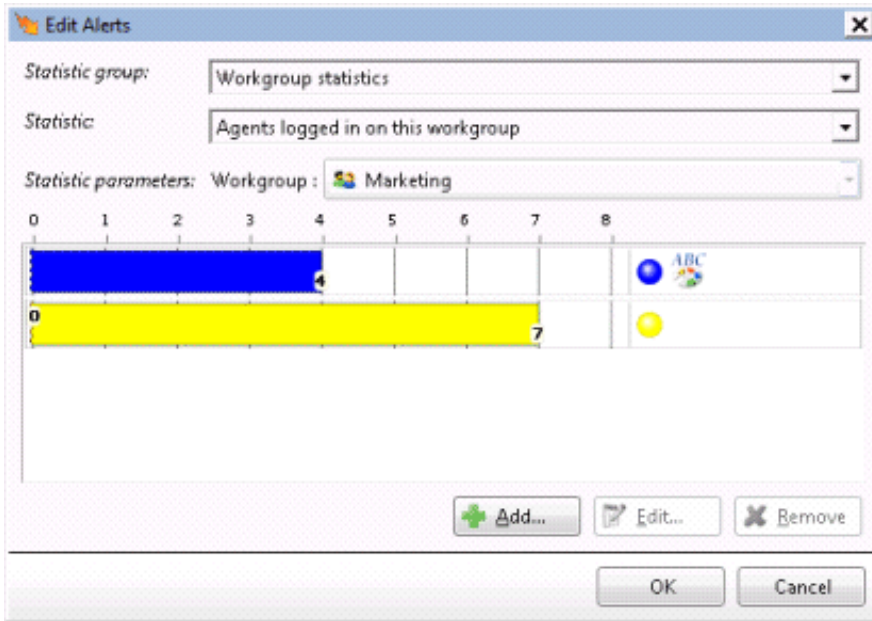 Edit Alerts
Statistic group: Workgroup statistics
Statistic: Agents logged in on this workgroup
Statistic parameters: Workgroup : Marketing
0 1 2 3 4 5 6 7 8
ABC
4
0
7
Add... Edit... Remove
OK Cancel